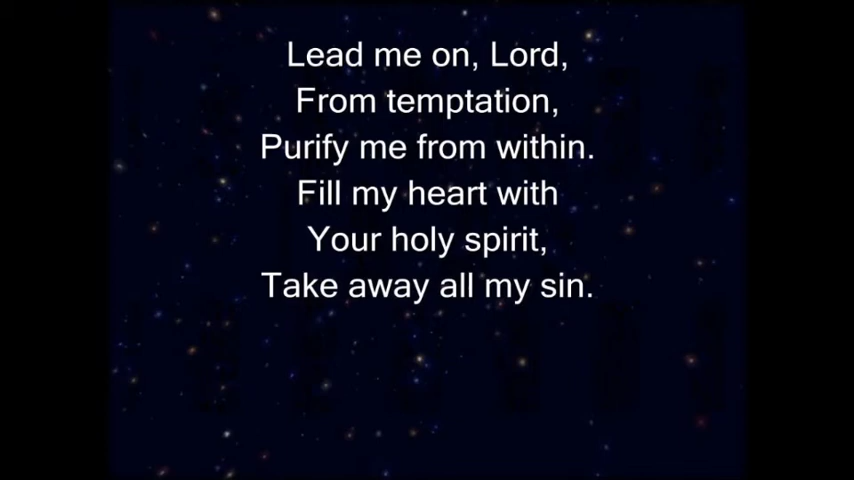 Lead me on, Lord,
From temptation,
Purify me from within.
Fill my heart with
Your holy spirit,
Take away all my sin.